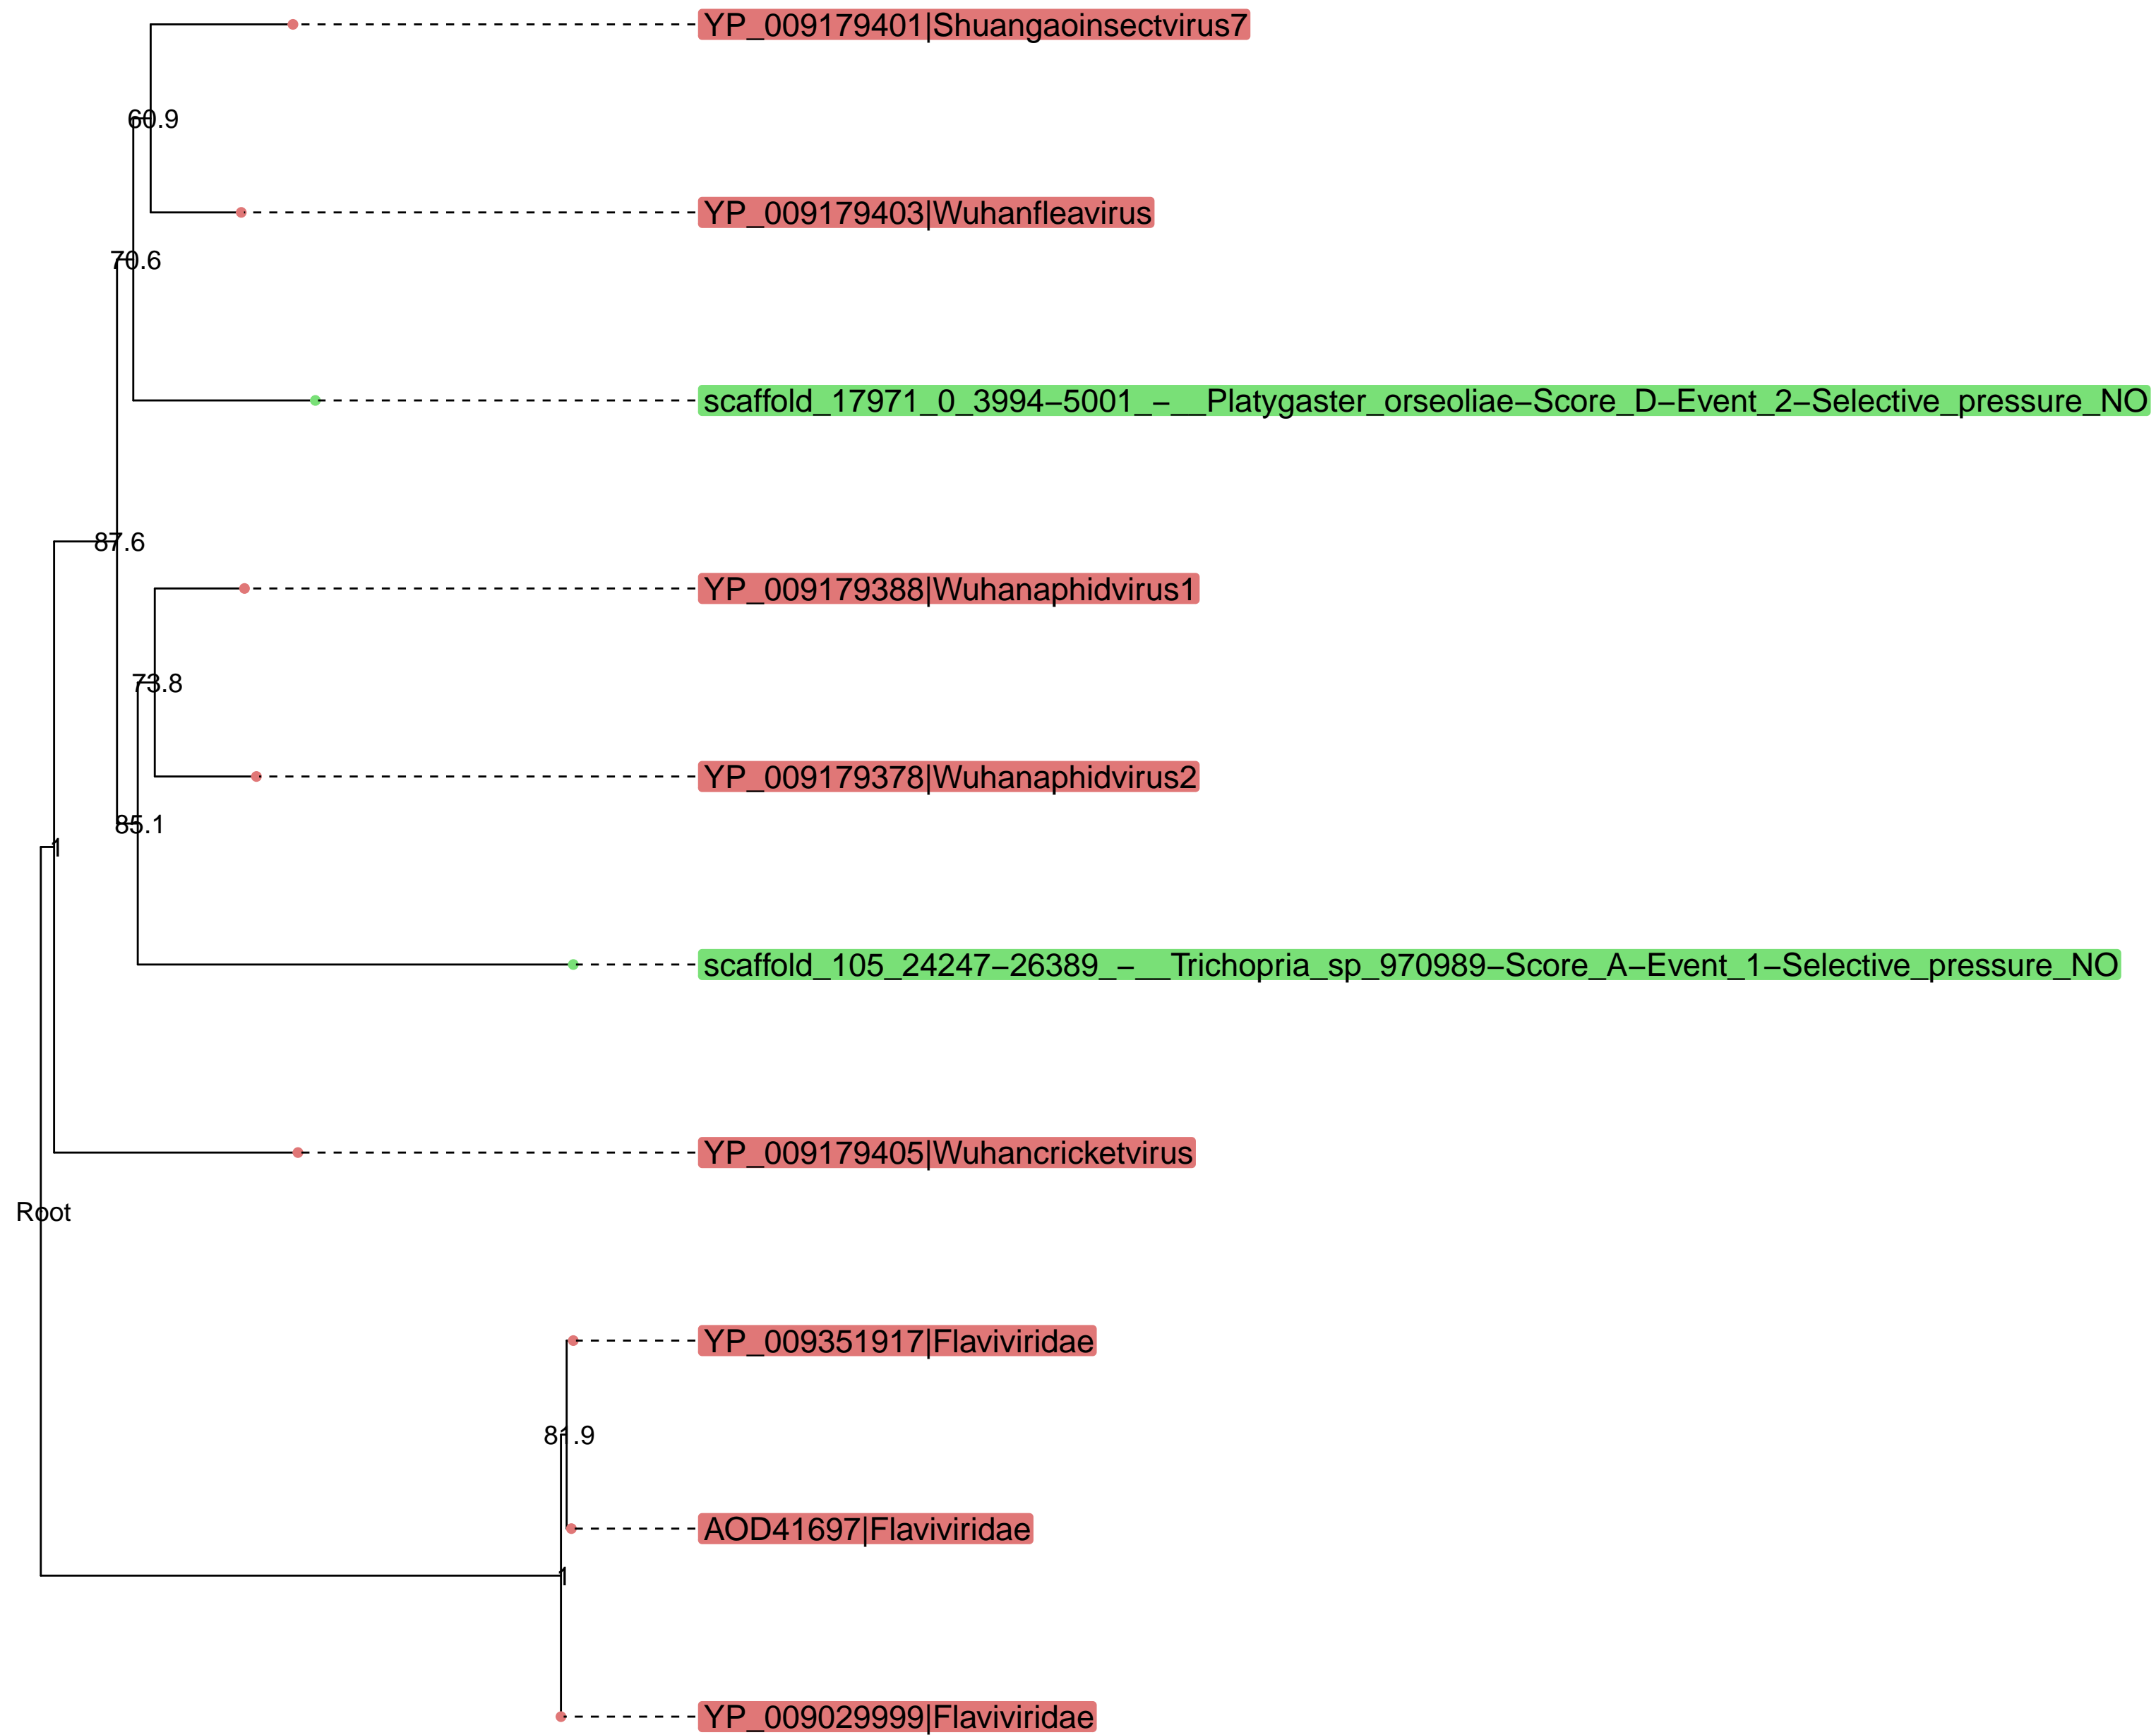 YP_009179401|Shuangaoinsectvirus7
60.9
YP_009179403|Wuhanfleavirus
70.6
scaffold_17971_0_3994−5001_−__Platygaster_orseoliae−Score_D−Event_2−Selective_pressure_NO
87.6
YP_009179388|Wuhanaphidvirus1
73.8
YP_009179378|Wuhanaphidvirus2
85.1
1
scaffold_105_24247−26389_−__Trichopria_sp_970989−Score_A−Event_1−Selective_pressure_NO
YP_009179405|Wuhancricketvirus
Root
YP_009351917|Flaviviridae
81.9
AOD41697|Flaviviridae
1
YP_009029999|Flaviviridae